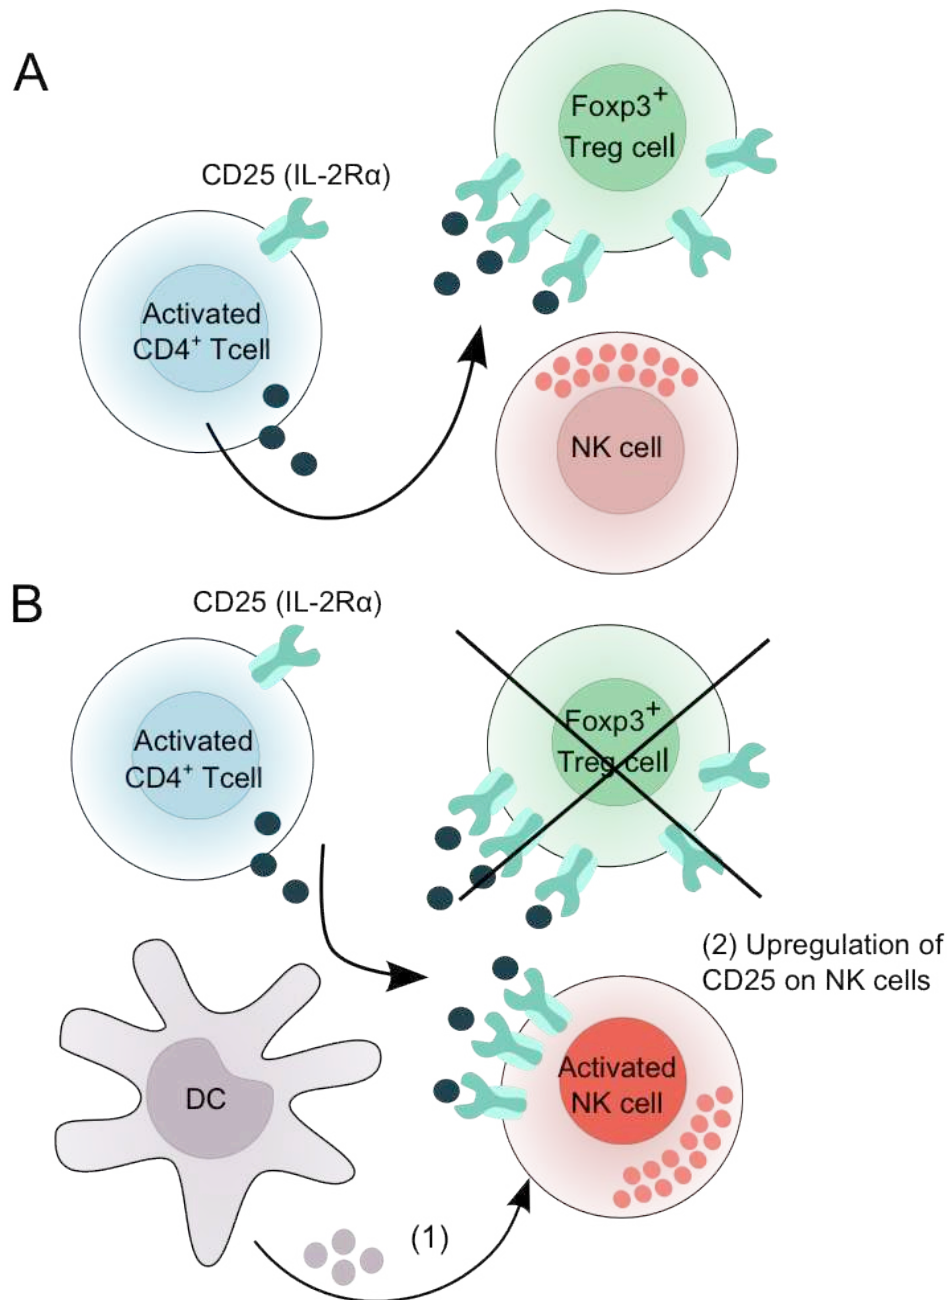 A
CD25 (IL-2Rα)
Foxp3⁺
Treg cell
Activated
CD4⁺ Tcell
NK cell
B
CD25 (IL-2Rα)
Foxp3⁺
Treg cell
Activated
CD4⁺ Tcell
(2) Upregulation of
CD25 on NK cells
DC
Activated
NK cell
(1)